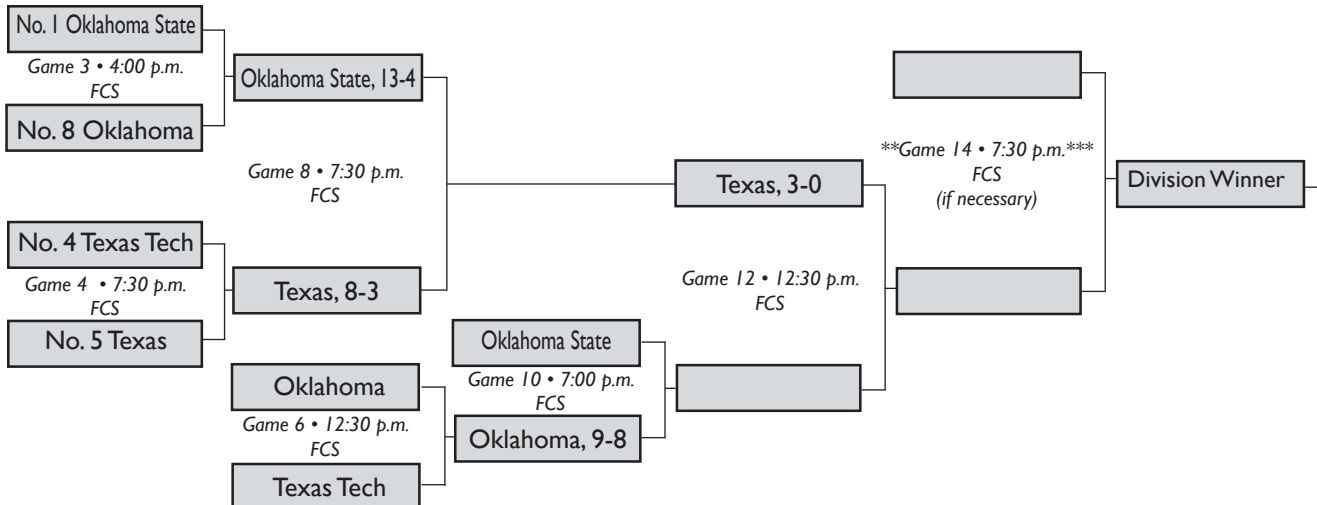 No. 1 Oklahoma State
Game 3 • 4:00 p.m.
FCS
No. 8 Oklahoma
Oklahoma State, 13-4
Game 8 • 7:30 p.m.
FCS
No. 4 Texas Tech
Game 4 • 7:30 p.m.
FCS
No. 5 Texas
Texas, 8-3
Oklahoma
Game 6 • 12:30 p.m.
FCS
Texas Tech
Oklahoma State
Game 10 • 7:00 p.m.
FCS
Oklahoma, 9-8
Texas, 3-0
Game 12 • 12:30 p.m.
FCS
**Game 14 • 7:30 p.m.***
FCS
(if necessary)
Division Winner